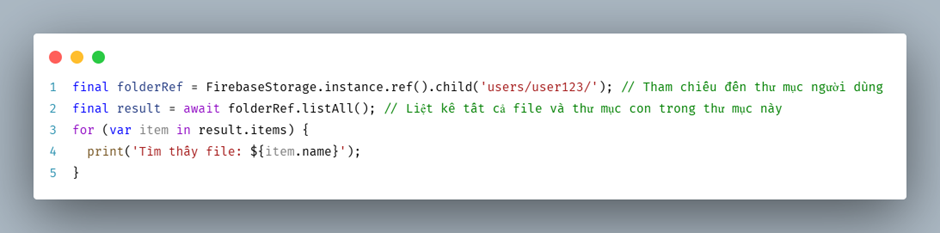 1 final folderRef = FirebaseStorage.instance.ref().child('users/user123/'); // Tham chiếu đến thư mục người dùng
2 final result = await folderRef.listAll(); // Liệt kê tất cả file và thư mục con trong thư mục này
3 for (var item in result.items) {
4   print('Tìm thấy file: ${item.name}');
5 }